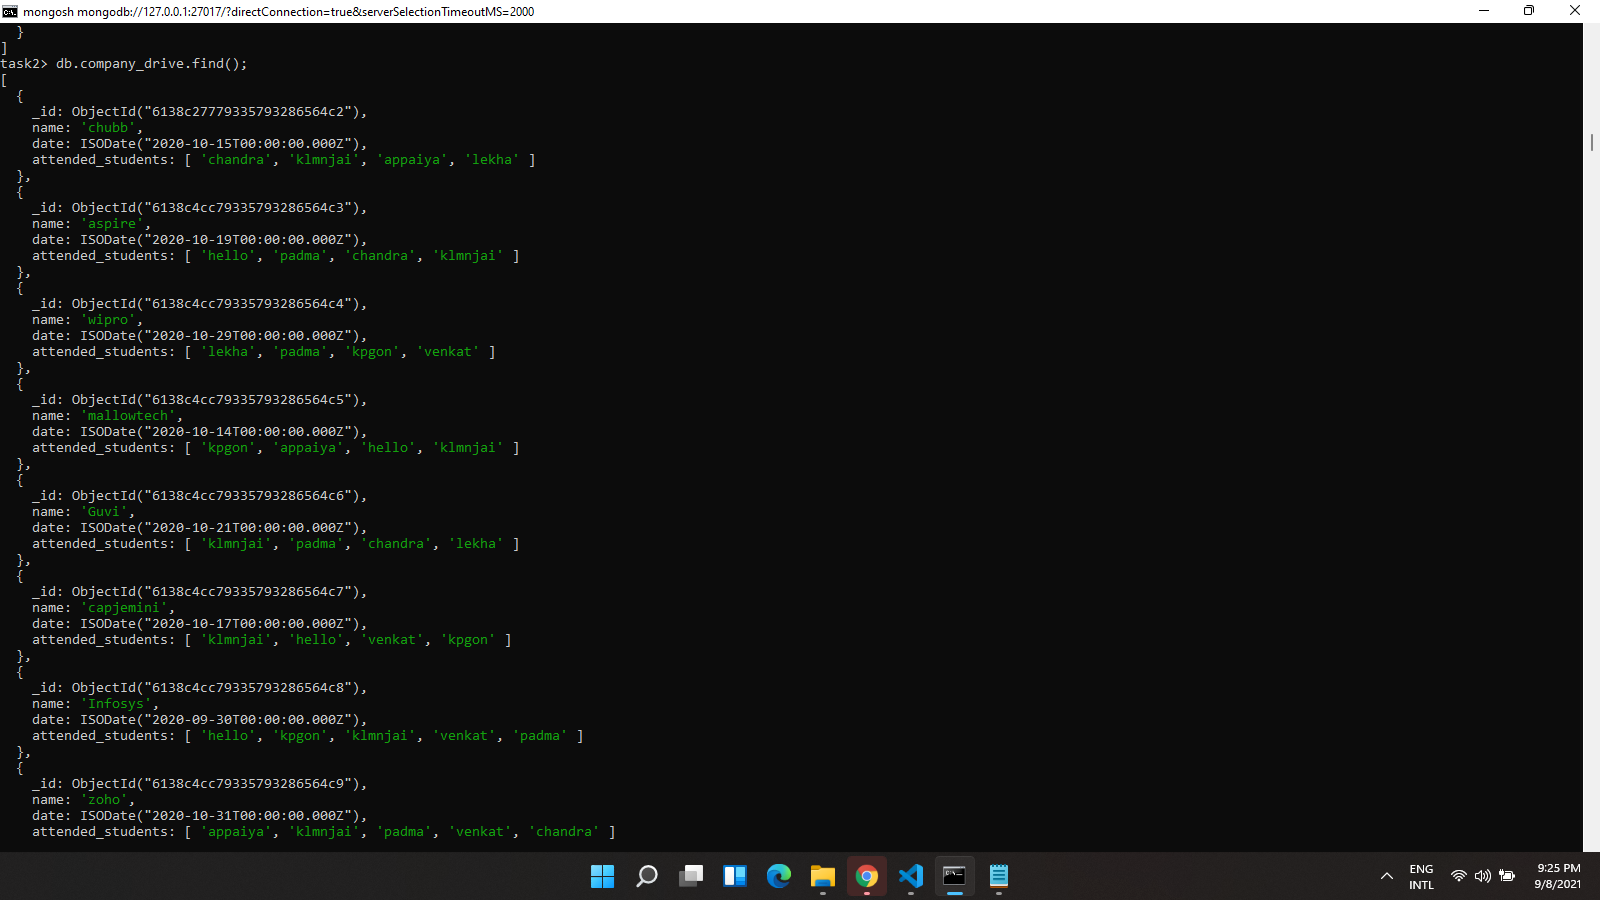 mongosh mongodb://127.0.0.1:27017/?directConnection=true&serverSelectionTimeoutMS=2000
  }
]
task2> db.company_drive.find();
[
  {
    _id: ObjectId("6138c27779335793286564c2"),
    name: 'chubb',
    date: ISODate("2020-10-15T00:00:00.000Z"),
    attended_students: [ 'chandra', 'klmnjai', 'appaiya', 'lekha' ]
  },
  {
    _id: ObjectId("6138c4cc79335793286564c3"),
    name: 'aspire',
    date: ISODate("2020-10-19T00:00:00.000Z"),
    attended_students: [ 'hello', 'padma', 'chandra', 'klmnjai' ]
  },
  {
    _id: ObjectId("6138c4cc79335793286564c4"),
    name: 'wipro',
    date: ISODate("2020-10-29T00:00:00.000Z"),
    attended_students: [ 'lekha', 'padma', 'kpgon', 'venkat' ]
  },
  {
    _id: ObjectId("6138c4cc79335793286564c5"),
    name: 'mallowtech',
    date: ISODate("2020-10-14T00:00:00.000Z"),
    attended_students: [ 'kpgon', 'appaiya', 'hello', 'klmnjai' ]
  },
  {
    _id: ObjectId("6138c4cc79335793286564c6"),
    name: 'Guvi',
    date: ISODate("2020-10-21T00:00:00.000Z"),
    attended_students: [ 'klmnjai', 'padma', 'chandra', 'lekha' ]
  },
  {
    _id: ObjectId("6138c4cc79335793286564c7"),
    name: 'capjemini',
    date: ISODate("2020-10-17T00:00:00.000Z"),
    attended_students: [ 'klmnjai', 'hello', 'venkat', 'kpgon' ]
  },
  {
    _id: ObjectId("6138c4cc79335793286564c8"),
    name: 'Infosys',
    date: ISODate("2020-09-30T00:00:00.000Z"),
    attended_students: [ 'hello', 'kpgon', 'klmnjai', 'venkat', 'padma' ]
  },
  {
    _id: ObjectId("6138c4cc79335793286564c9"),
    name: 'zoho',
    date: ISODate("2020-10-31T00:00:00.000Z"),
    attended_students: [ 'appaiya', 'klmnjai', 'padma', 'venkat', 'chandra' ]
ENG
INTL
9:25 PM
9/8/2021